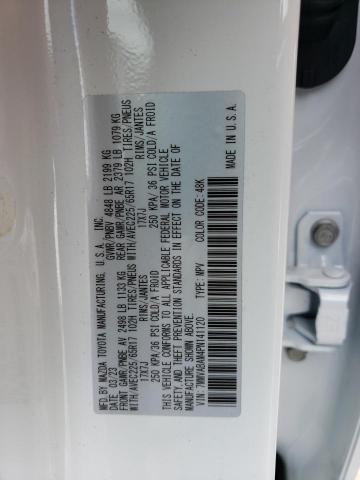 MFD. BY MAZDA TOYOTA MANUFACTURING, U.S.A., INC.
DATE: 03/23 GVWR/PNBV 4848 LB 2199 KG
FRONT GAWR/PNBE AV 2498 LB 1133 KG REAR GAWR/PNBE AR 2379 LB 1079 KG
WITH/AVEC225/65R17 102H TIRES/PNEUS WITH/AVEC225/65R17 102H TIRES/PNEUS
17X7J RIMS/JANTES 17X7J RIMS/JANTES
250 KPA/ 36 PSI COLD/A FROID 250 KPA/ 36 PSI COLD/A FROID
THIS VEHICLE CONFORMS TO ALL APPLICABLE FEDERAL MOTOR VEHICLE
SAFETY, AND THEFT PREVENTION STANDARDS IN EFFECT ON THE DATE OF
MANUFACTURE SHOWN ABOVE.
VIN: 7MMVABAM4PN141120 TYPE: MPV COLOR CODE: 48K
MADE IN U.S.A.